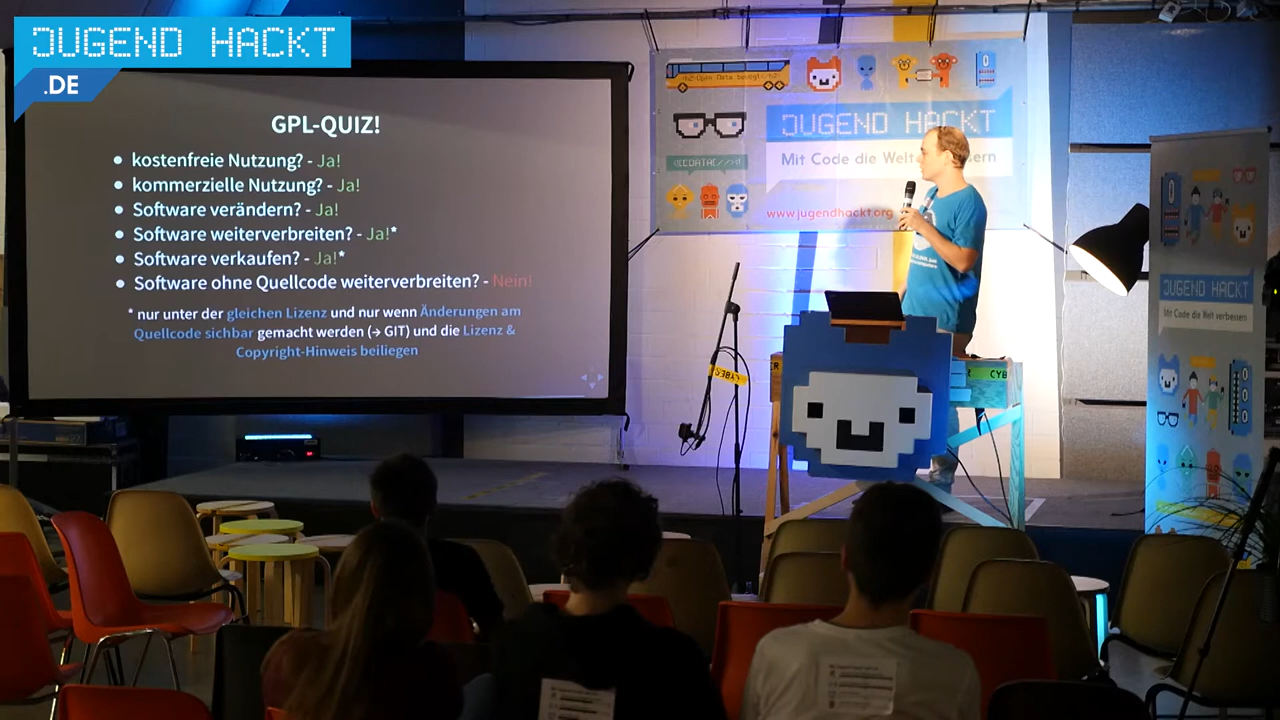 JUGEND HACKT
.DE
GPL-QUIZ!
kostenfreie Nutzung? - Ja!
kommerzielle Nutzung? - Ja!
Software verändern? - Ja!
Software weiterverbreiten? - Ja!*
Software verkaufen? - Ja!*
Software ohne Quellcode weiterverbreiten? - Nein!
* nur unter der gleichen Lizenz und nur wenn Änderungen am
Quellcode sichbar gemacht werden (→ GIT) und die Lizenz &
Copyright-Hinweis beiliegen
JUGEND HACKT
Mit Code die Welt
www.jugendhackt.org
CYBER
CYB
JUGEND HACKT
Mit Code die Welt verbessern